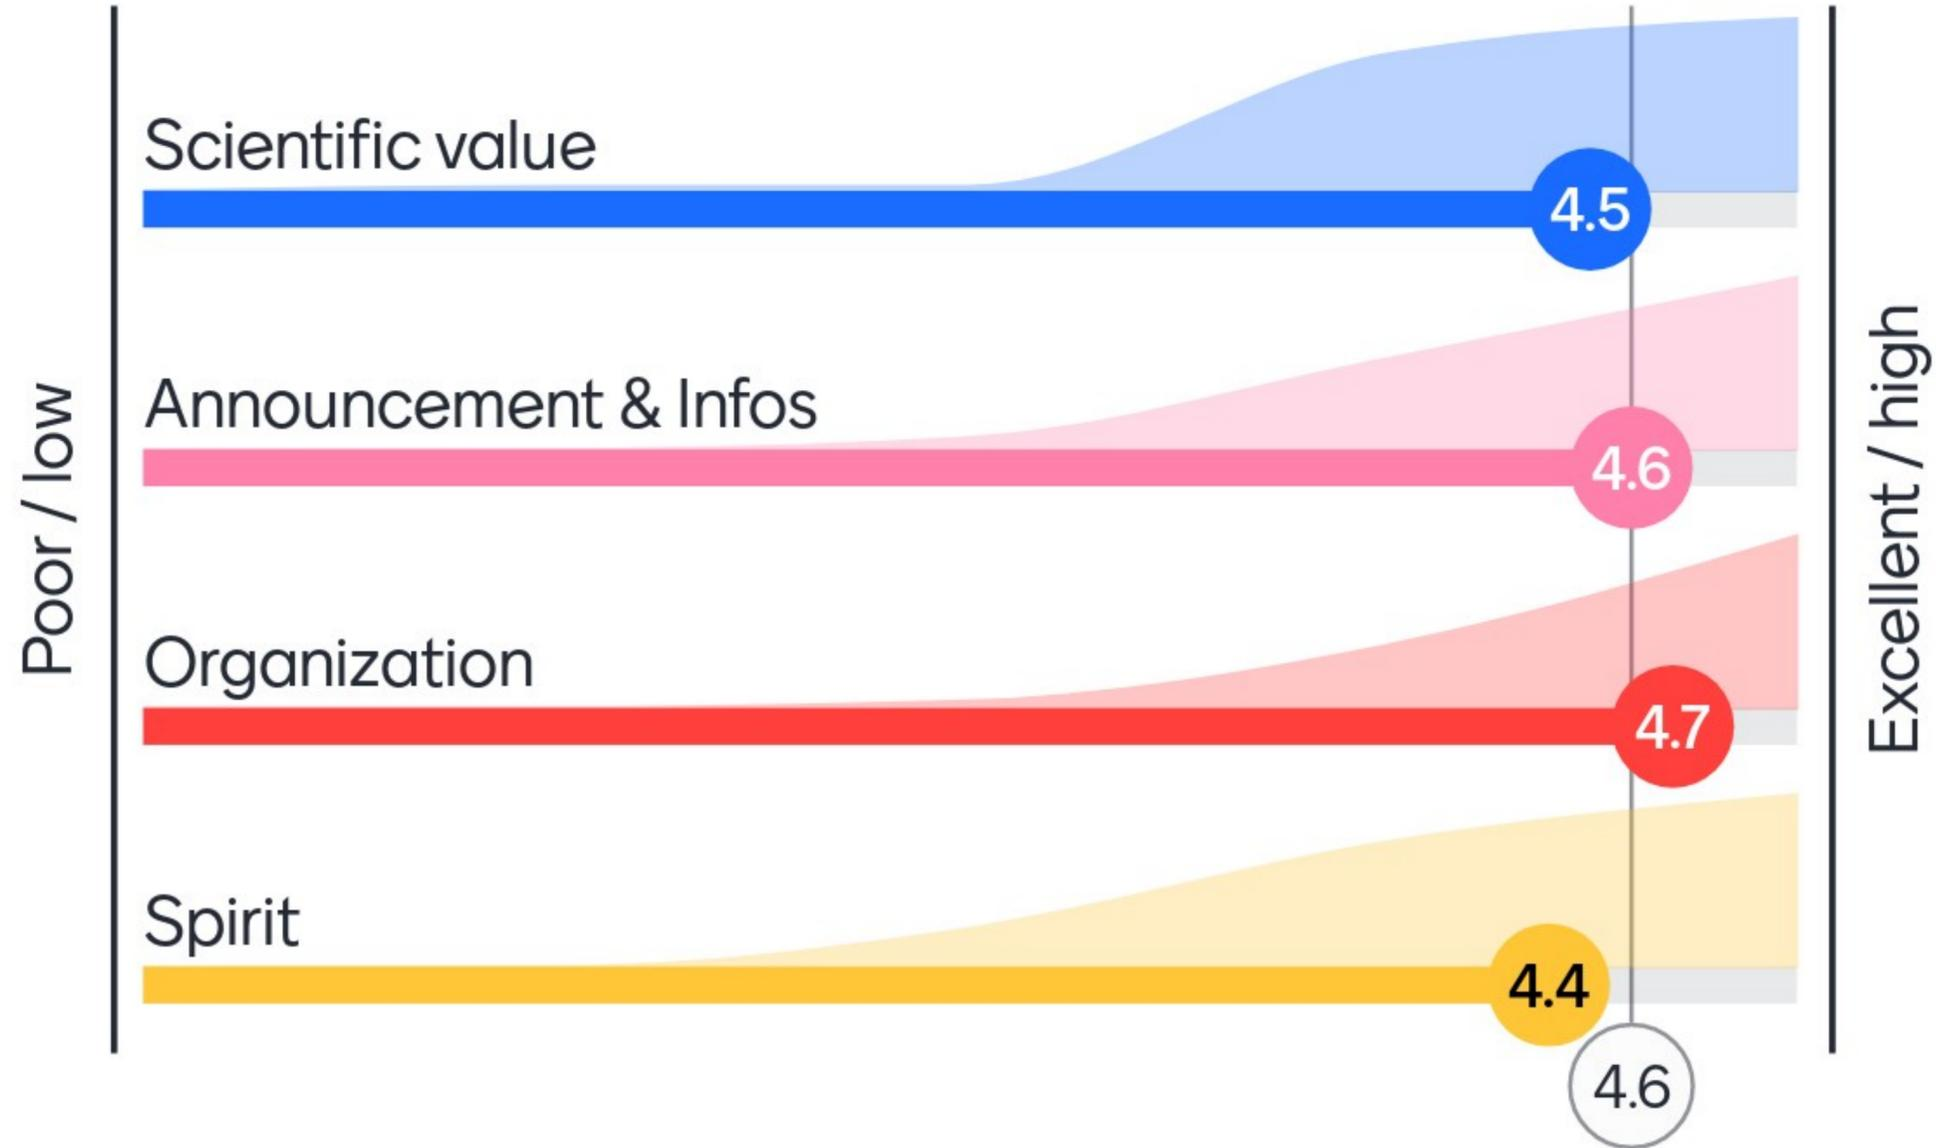 Poor / low
Scientific value
4.5
Announcement & Infos
4.6
Organization
4.7
Spirit
4.4
4.6
Excellent / high